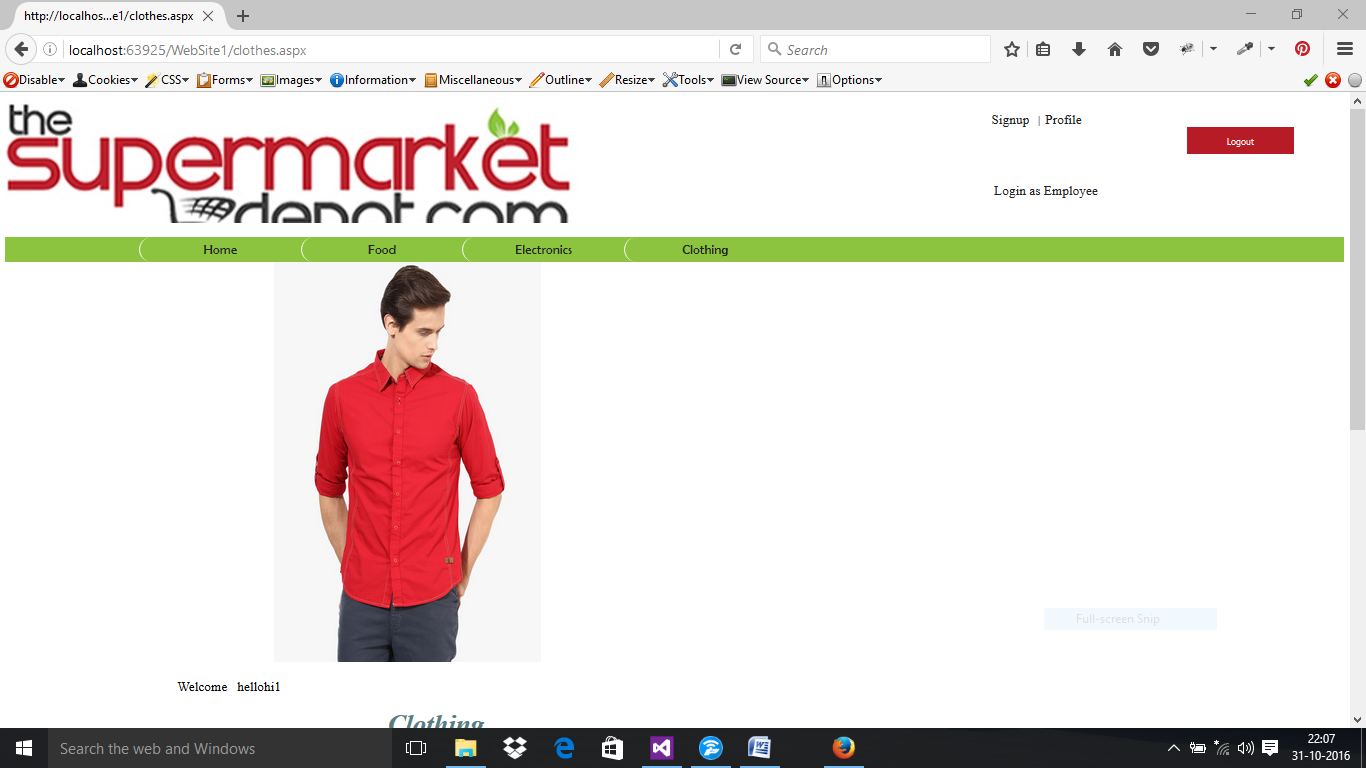 http://localhos...e1/clothes.aspx
localhost:63925/WebSite1/clothes.aspx
Search
Disable Cookies CSS Forms Images Information Miscellaneous Outline Resize Tools View Source Options
the
supermarket
depot.com
Signup | Profile
Logout
Login as Employee
Home Food Electronics Clothing
Full-screen Snip
Welcome hellohi1
Clothing
Search the web and Windows
22:07
31-10-2016